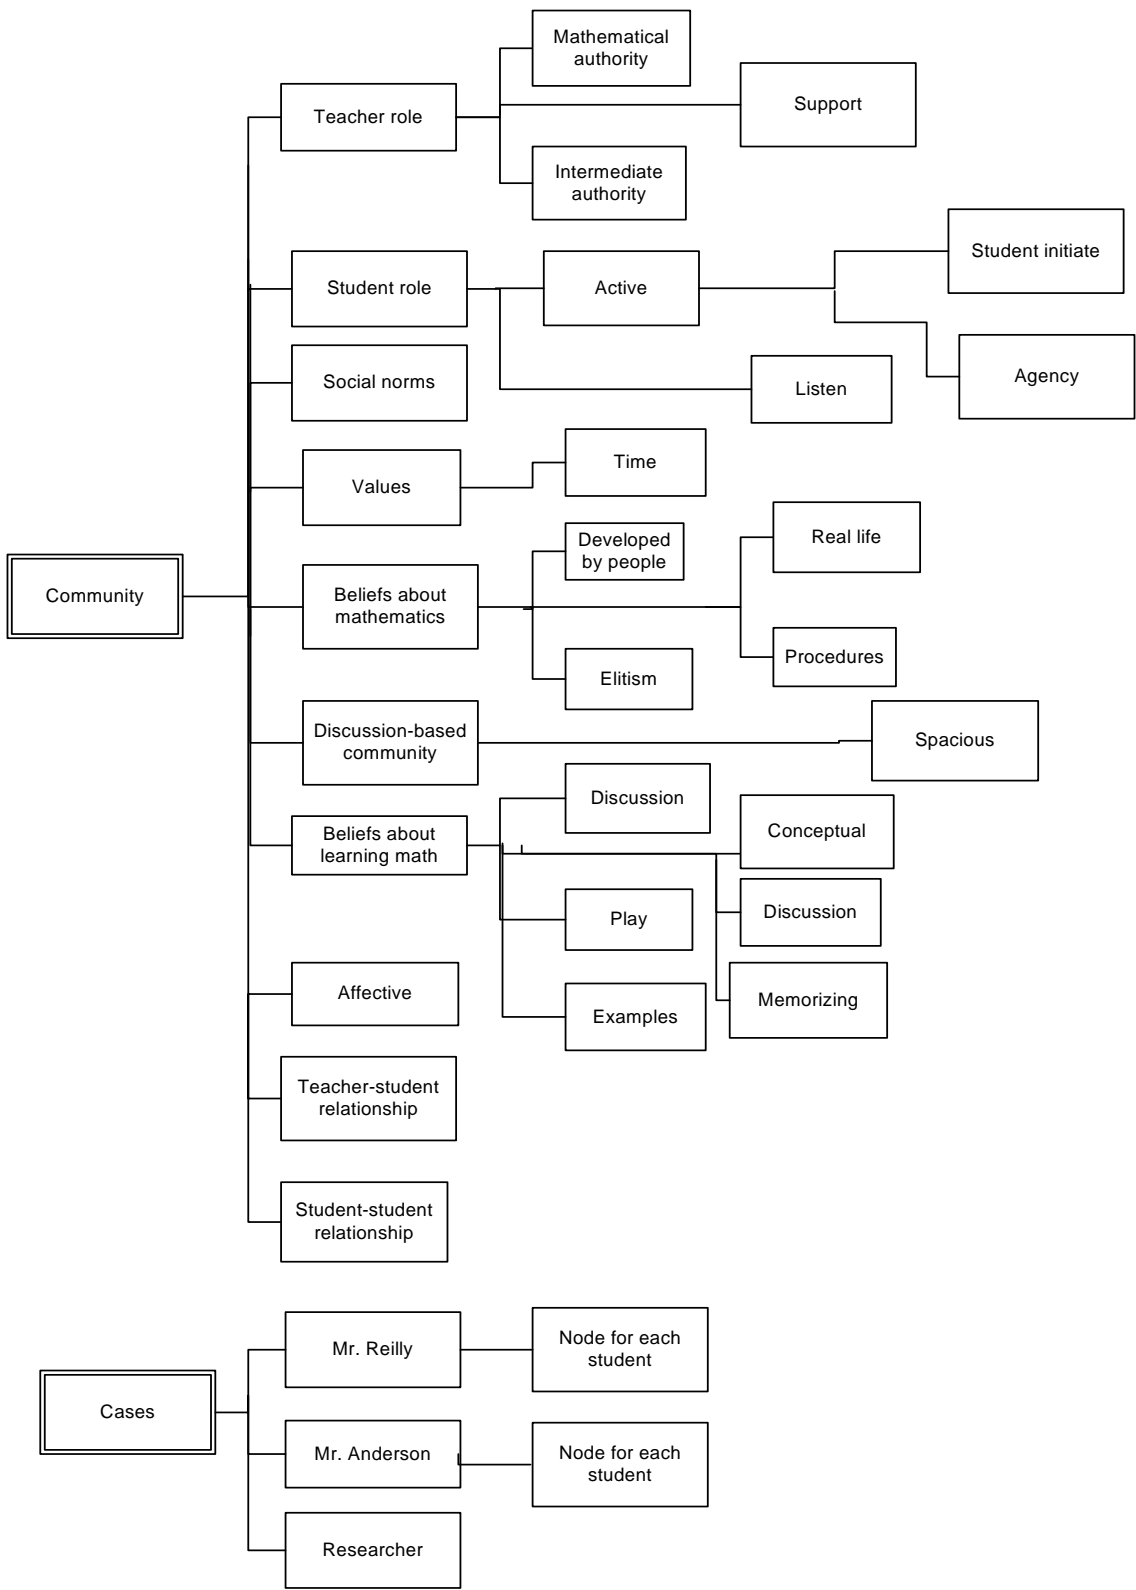 Mathematical
authority
Support
Teacher role
Intermediate
authority
Student initiate
Student role
Active
Agency
Social norms
Listen
Time
Values
Real life
Developed
by people
Community
Beliefs about
mathematics
Procedures
Elitism
Discussion-based
community
Spacious
Discussion
Conceptual
Beliefs about
learning math
Play
Discussion
Affective
Memorizing
Examples
Teacher-student
relationship
Student-student
relationship
Mr. Reilly
Node for each
student
Cases
Mr. Anderson
Node for each
student
Researcher